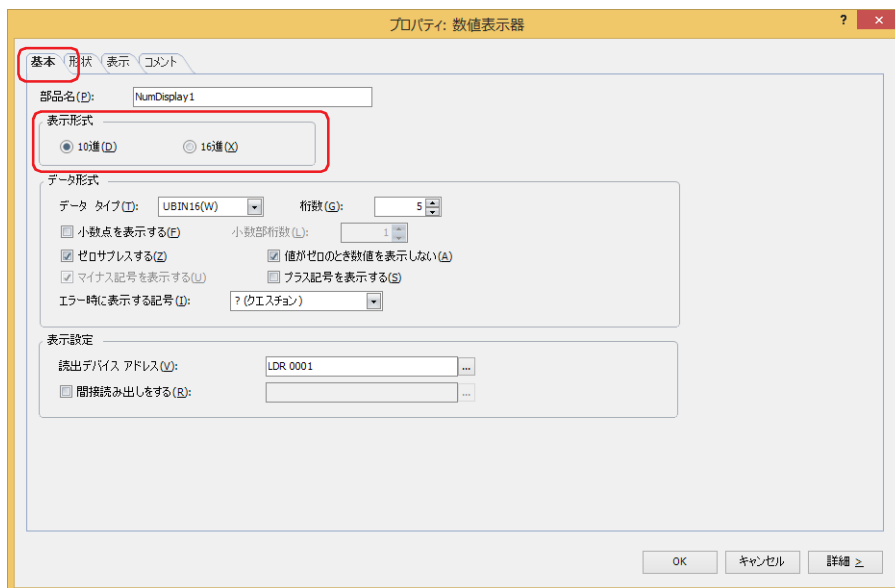 プロパティ: 数値表示器
?
×
基本 形状 表示 コメント
部品名(P): NumDisplay1
表示形式
10進(D) 16進(X)
データ形式
データ タイプ(T): UBIN16(W) 桁数(G): 5
小数点を表示する(F) 小数部桁数(L): 1
ゼロサプレスする(Z) 値がゼロのとき数値を表示しない(A)
マイナス記号を表示する(U) プラス記号を表示する(S)
エラー時に表示する記号(I): ? (クエスチョン)
表示設定
読出デバイス アドレス(V): LDR 0001 ...
間接読み出しをする(R): ...
OK キャンセル 詳細 >